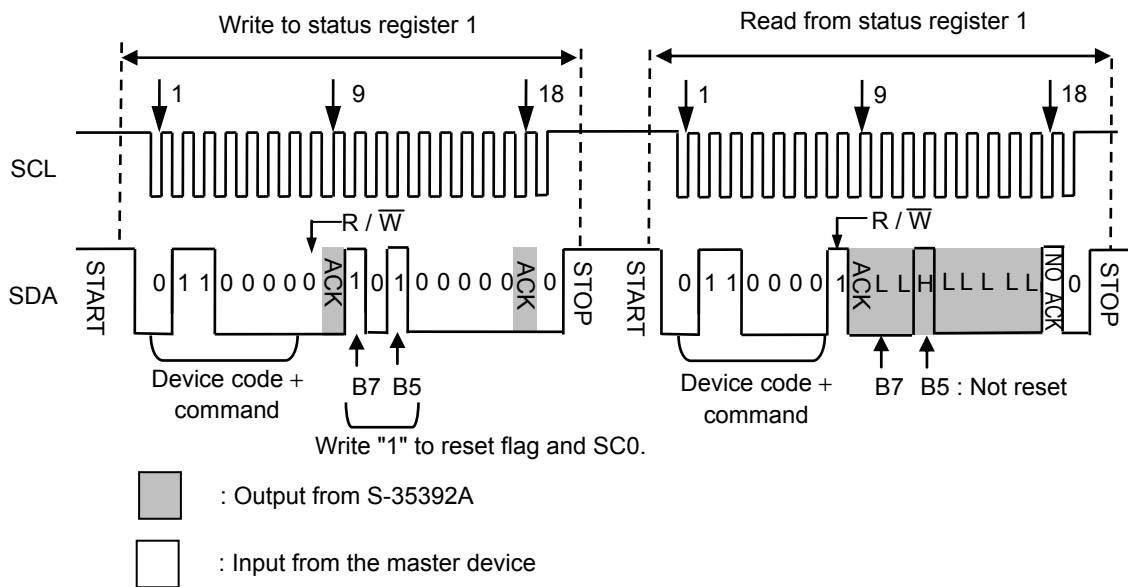 Write to status register 1
Read from status register 1
1 9 18 1 9 18
SCL
R / W R / W
SDA
START 0 1 1 0 0 0 0 0 ACK 1 0 1 0 0 0 0 0 ACK 0 STOP START 0 1 1 0 0 0 0 1 ACK L L H L L L L L NO ACK 0 STOP
Device code +
command
B7 B5
Write "1" to reset flag and SC0.
Device code +
command
B7 B5 : Not reset
: Output from S-35392A
: Input from the master device